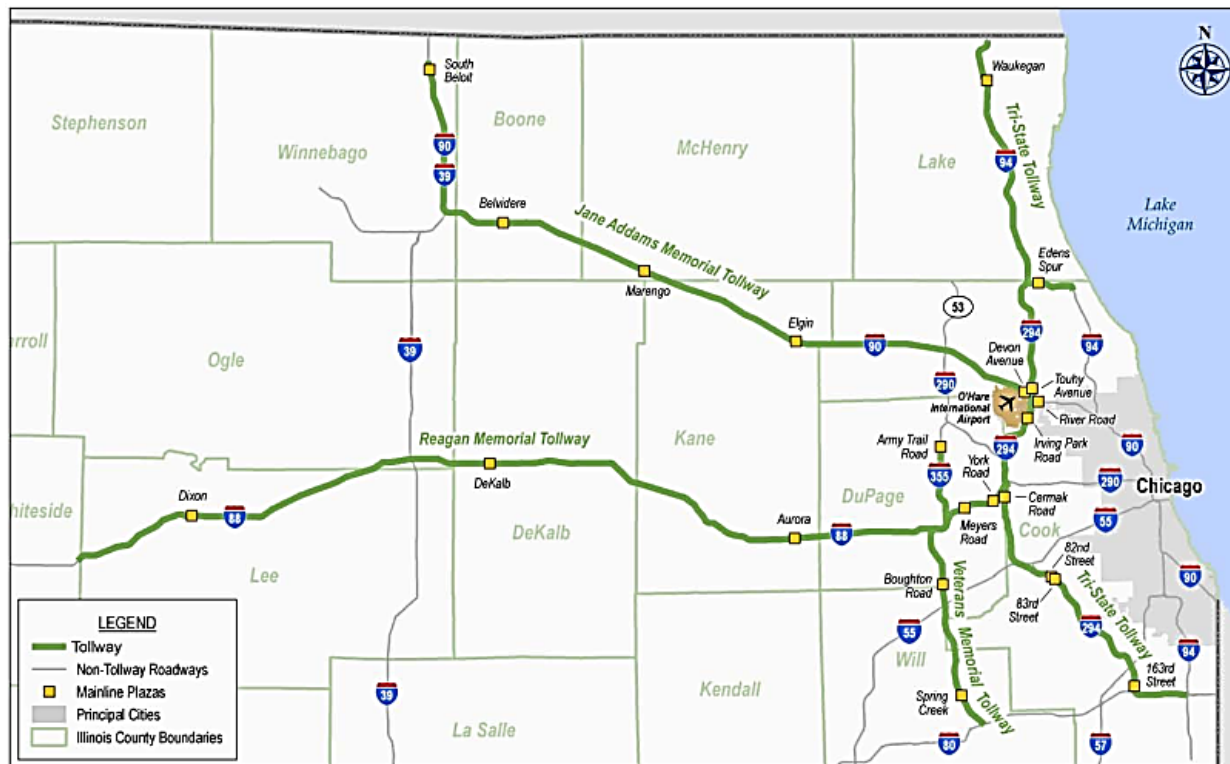 N
South
Beloit
Waukegan
Stephenson
Boone
90
Tri-State Tollway
Winnebago
McHenry
Lake
94
39
Belvidere
Jane Addams Memorial Tollway
Lake
Michigan
Edens
Spur
Marengo
53
Elgin
294
90
Devon
Avenue
94
39
Ogle
Touhy
Avenue
290
O'Hare
International
Airport
River Road
Kane
Irving Park
Road
Reagan Memorial Tollway
Army Trail
Road
294
90
York
Road
355
290
DeKalb
Chicago
DuPage
Dixon
Cermak
Road
88
Meyers
Road
55
Aurora
Cook
DeKalb
88
82nd
Street
Lee
Boughton
Road
Veterans Memorial Tollway
83rd
Street
Tri-State Tollway
90
LEGEND
Tollway
Non-Tollway Roadways
Mainline Plazas
Principal Cities
Illinois County Boundaries
55
294
94
Will
163rd
Street
39
Kendall
Spring
Creek
La Salle
80
57